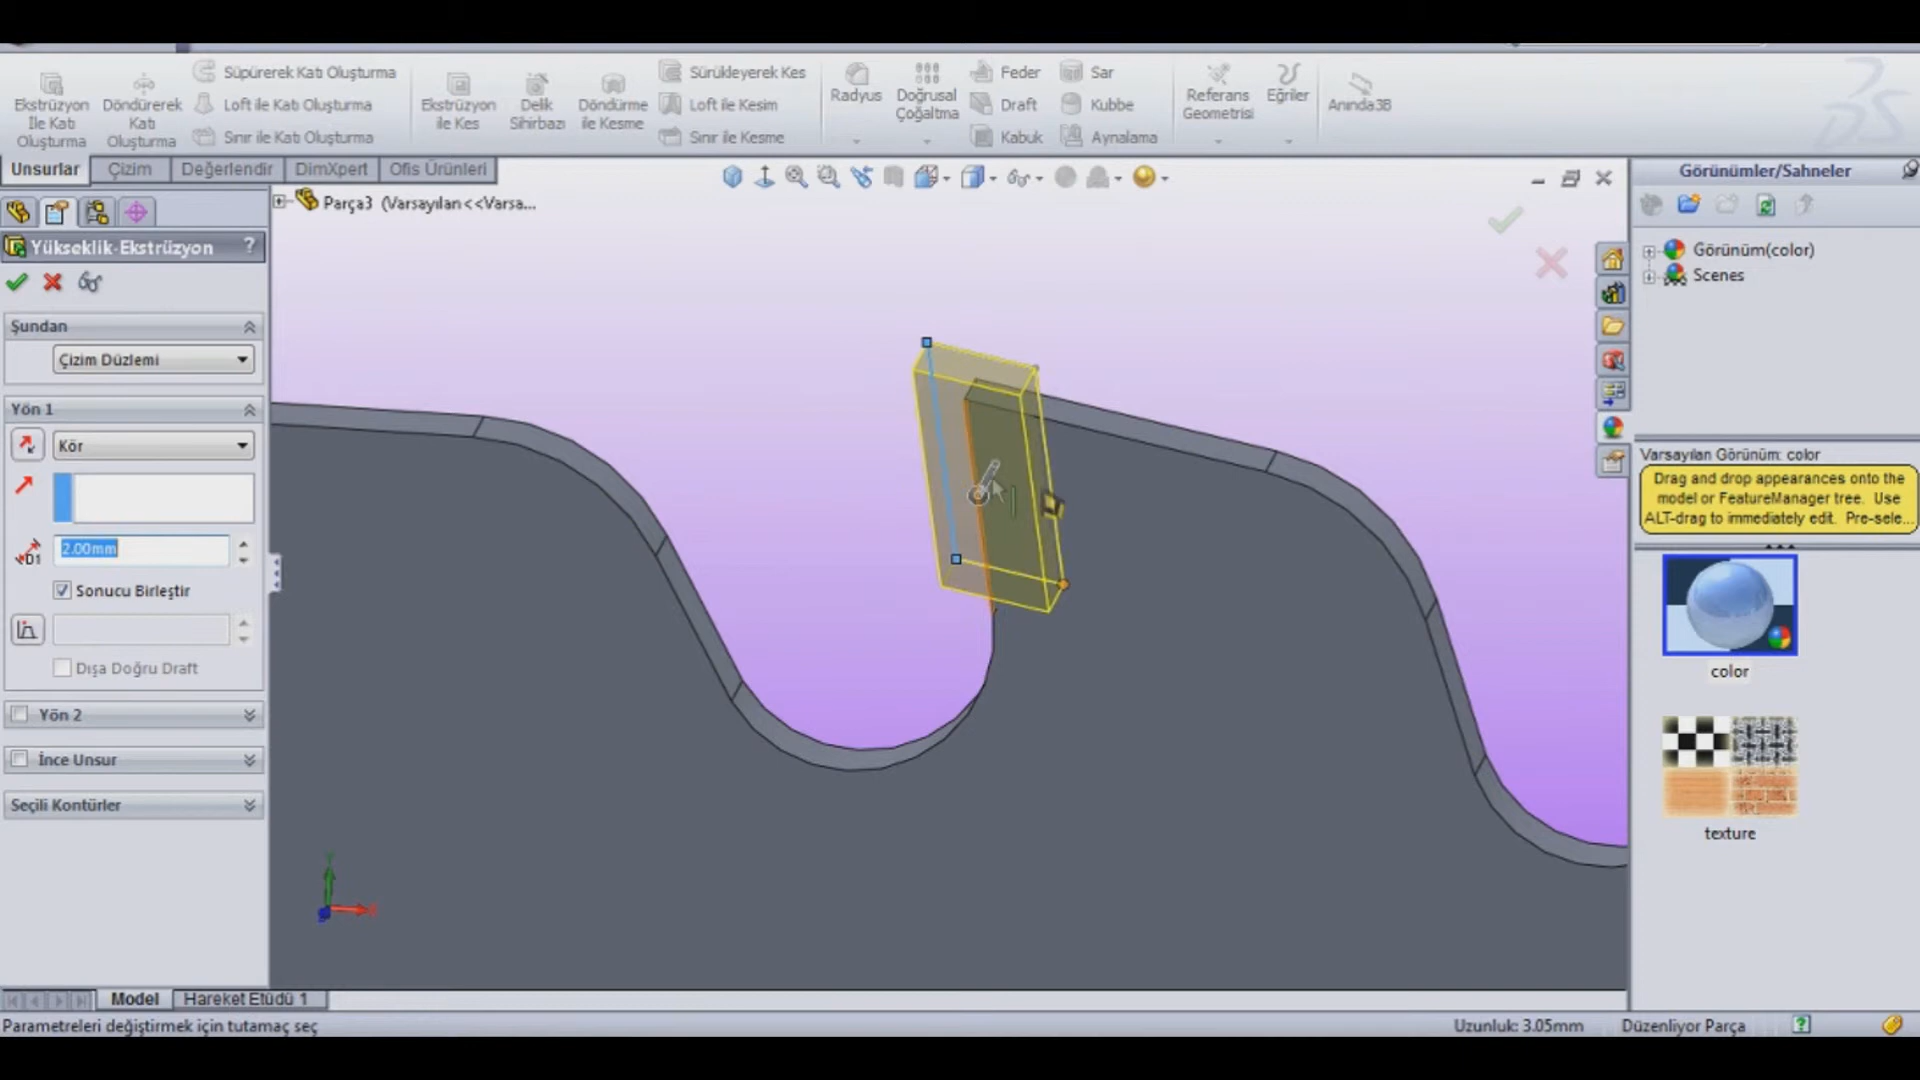 Ekstrüzyon
İle Katı
Oluşturma
Döndürerek
Katı
Oluşturma
Süpürerek Katı Oluşturma
Loft ile Katı Oluşturma
Sınır ile Katı Oluşturma
Ekstrüzyon
ile Kes
Delik
Sihirbazı
Döndürme
ile Kesme
Sürükleyerek Kes
Loft ile Kesim
Sınır ile Kesme
Radyus
Doğrusal
Çoğaltma
Feder
Draft
Kabuk
Sar
Kubbe
Aynalama
Referans
Geometrisi
Eğriler
Anında3B
Unsurlar
Çizim
Değerlendir
DimXpert
Ofis Ürünleri
Parça3 (Varsayılan<<Varsa...
Yükseklik-Ekstrüzyon
?
Şundan
Çizim Düzlemi
Yön 1
Kör
D1
2.00mm
Sonucu Birleştir
Dışa Doğru Draft
Yön 2
İnce Unsur
Seçili Kontürler
Model
Hareket Etüdü 1
Parametreleri değiştirmek için tutamaç seç
Uzunluk: 3.05mm
Düzenliyor Parça
?
Görünümler/Sahneler
Görünüm(color)
Scenes
Varsayılan Görünüm: color
Drag and drop appearances onto the
model or FeatureManager tree. Use
ALT-drag to immediately edit. Pre-sele...
color
texture